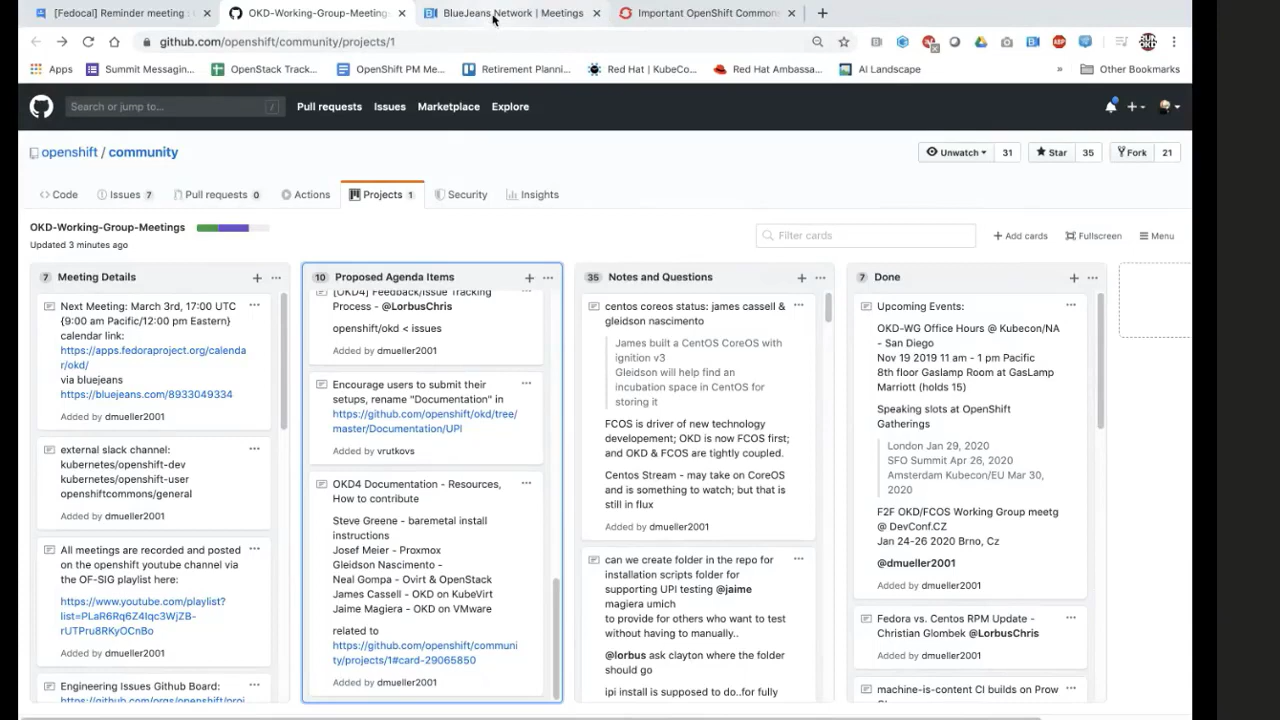 [Fedocal] Reminder meeting :
OKD-Working-Group-Meetings
BlueJeans Network | Meetings
Important OpenShift Commons
github.com/openshift/community/projects/1
Apps
Summit Messagin...
OpenStack Track...
OpenShift PM Me...
Retirement Planni...
Red Hat | KubeCo...
Red Hat Ambassa...
AI Landscape
»
Other Bookmarks
Search or jump to...
/
Pull requests
Issues
Marketplace
Explore
openshift / community
Unwatch 31
Star 35
Fork 21
Code
Issues 7
Pull requests 0
Actions
Projects 1
Security
Insights
OKD-Working-Group-Meetings
Updated 3 minutes ago
Filter cards
Add cards
Fullscreen
Menu
7 Meeting Details
Next Meeting: March 3rd, 17:00 UTC
{9:00 am Pacific/12:00 pm Eastern}
calendar link:
https://apps.fedoraproject.org/calenda
r/okd/
via bluejeans
https://bluejeans.com/8933049334
Added by dmueller2001
external slack channel:
kubernetes/openshift-dev
kubernetes/openshift-user
openshiftcommons/general
Added by dmueller2001
All meetings are recorded and posted
on the openshift youtube channel via
the OF-SIG playlist here:
https://www.youtube.com/playlist?
list=PLaR6Rq6Z4Iqc3WjZB-
rUTPru8RKyOCnBo
Added by dmueller2001
Engineering Issues Github Board:
https://github.com/orgs/openshift/proj
10 Proposed Agenda Items
[OKD4] Feedback/Issue Tracking
Process - @LorbusChris
openshift/okd < issues
Added by dmueller2001
Encourage users to submit their
setups, rename "Documentation" in
https://github.com/openshift/okd/tree/
master/Documentation/UPI
Added by vrutkovs
OKD4 Documentation - Resources,
How to contribute
Steve Greene - baremetal install
instructions
Josef Meier - Proxmox
Gleidson Nascimento -
Neal Gompa - Ovirt & OpenStack
James Cassell - OKD on KubeVirt
Jaime Magiera - OKD on VMware
related to
https://github.com/openshift/communi
ty/projects/1#card-29065850
Added by dmueller2001
35 Notes and Questions
centos coreos status: james cassell &
gleidson nascimento
James built a CentOS CoreOS with
ignition v3
Gleidson will help find an
incubation space in CentOS for
storing it
FCOS is driver of new technology
developement; OKD is now FCOS first;
and OKD & FCOS are tightly coupled.
Centos Stream - may take on CoreOS
and is something to watch; but that is
still in flux
Added by dmueller2001
can we create folder in the repo for
installation scripts folder for
supporting UPI testing @jaime
magiera umich
to provide for others who want to test
without having to manually..
@lorbus ask clayton where the folder
should go
ipi install is supposed to do..for fully
7 Done
Upcoming Events:
OKD-WG Office Hours @ Kubecon/NA
- San Diego
Nov 19 2019 11 am - 1 pm Pacific
8th floor Gaslamp Room at GasLamp
Marriott (holds 15)
Speaking slots at OpenShift
Gatherings
London Jan 29, 2020
SFO Summit Apr 26, 2020
Amsterdam Kubecon/EU Mar 30,
2020
F2F OKD/FCOS Working Group meetg
@ DevConf.CZ
Jan 24-26 2020 Brno, Cz
@dmueller2001
Added by dmueller2001
Fedora vs. Centos RPM Update -
Christian Glombek @LorbusChris
Added by dmueller2001
machine-is-content CI builds on Prow